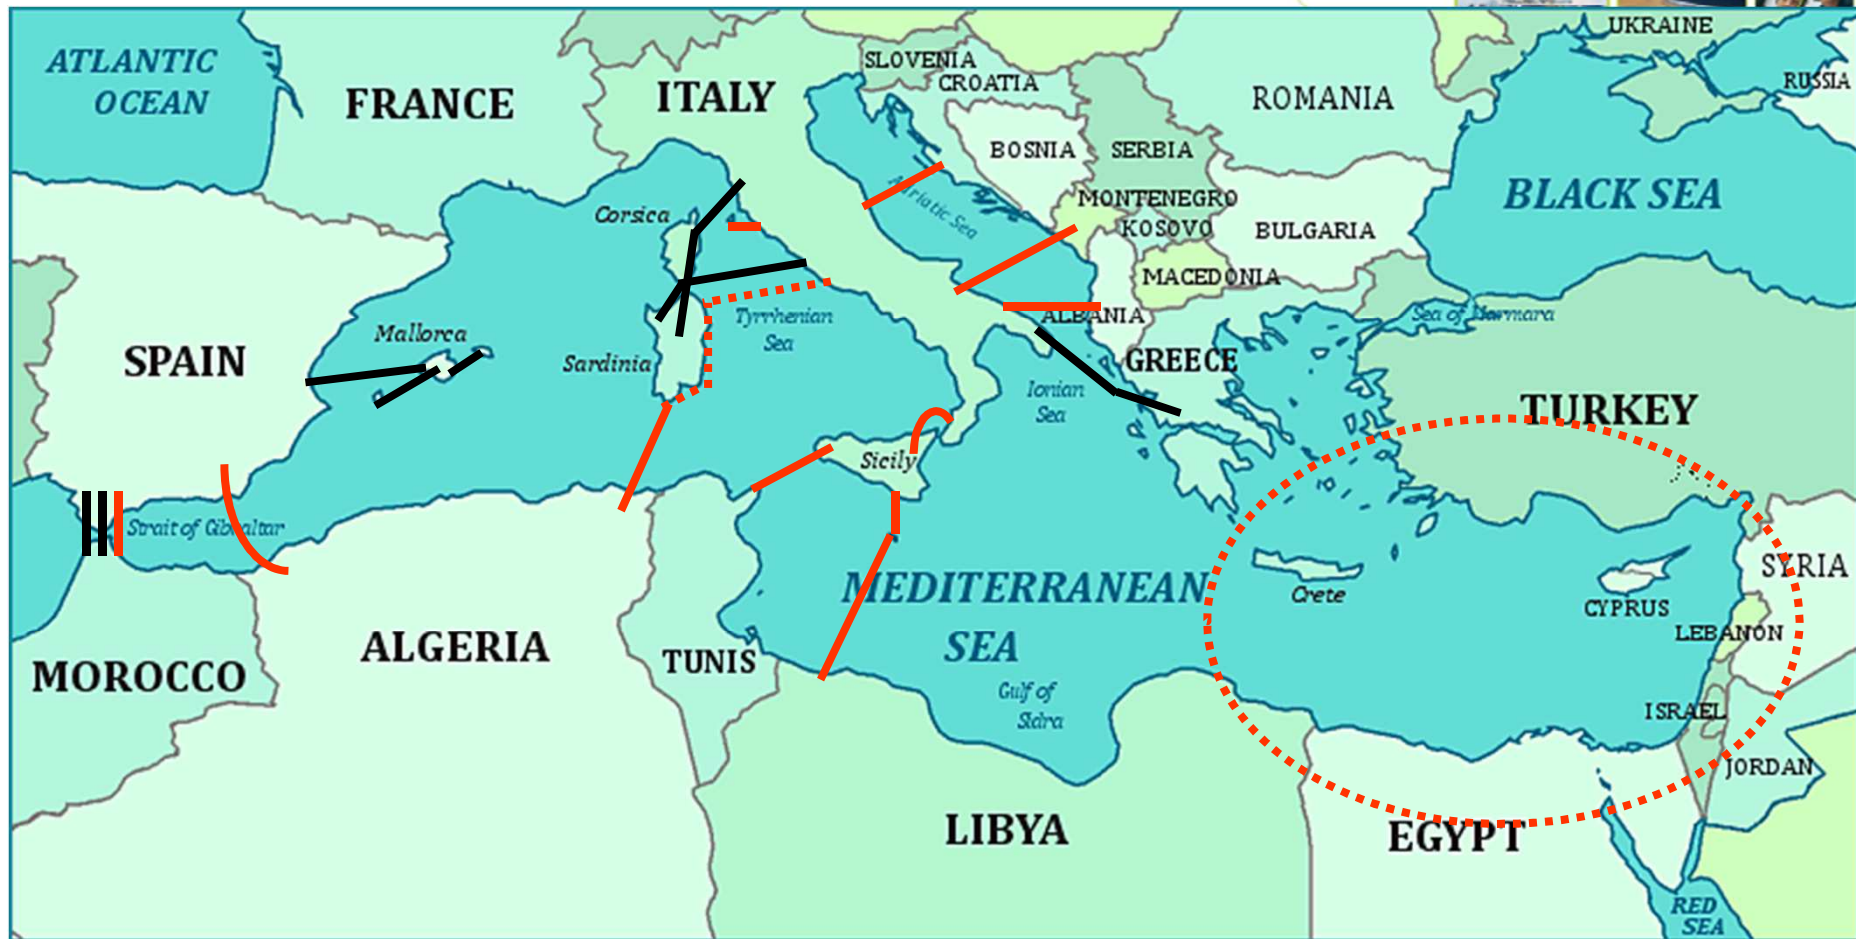 UKRAINE
ATLANTIC
OCEAN
SLOVENIA
CROATIA
RUSSIA
FRANCE
ITALY
ROMANIA
BOSNIA
SERBIA
Adriatic Sea
MONTENEGRO
BLACK SEA
Corsica
KOSOVO
BULGARIA
MACEDONIA
Mallorca
Tyrrhenian
Sea
ALBANIA
Sea of Marmara
SPAIN
Sardinia
GREECE
Ionian
Sea
TURKEY
Sicily
Strait of Gibraltar
MEDITERRANEAN
SEA
Crete
SYRIA
CYPRUS
LEBANON
MOROCCO
ALGERIA
TUNIS
Gulf of
Sidra
ISRAEL
JORDAN
LIBYA
EGYPT
RED
SEA